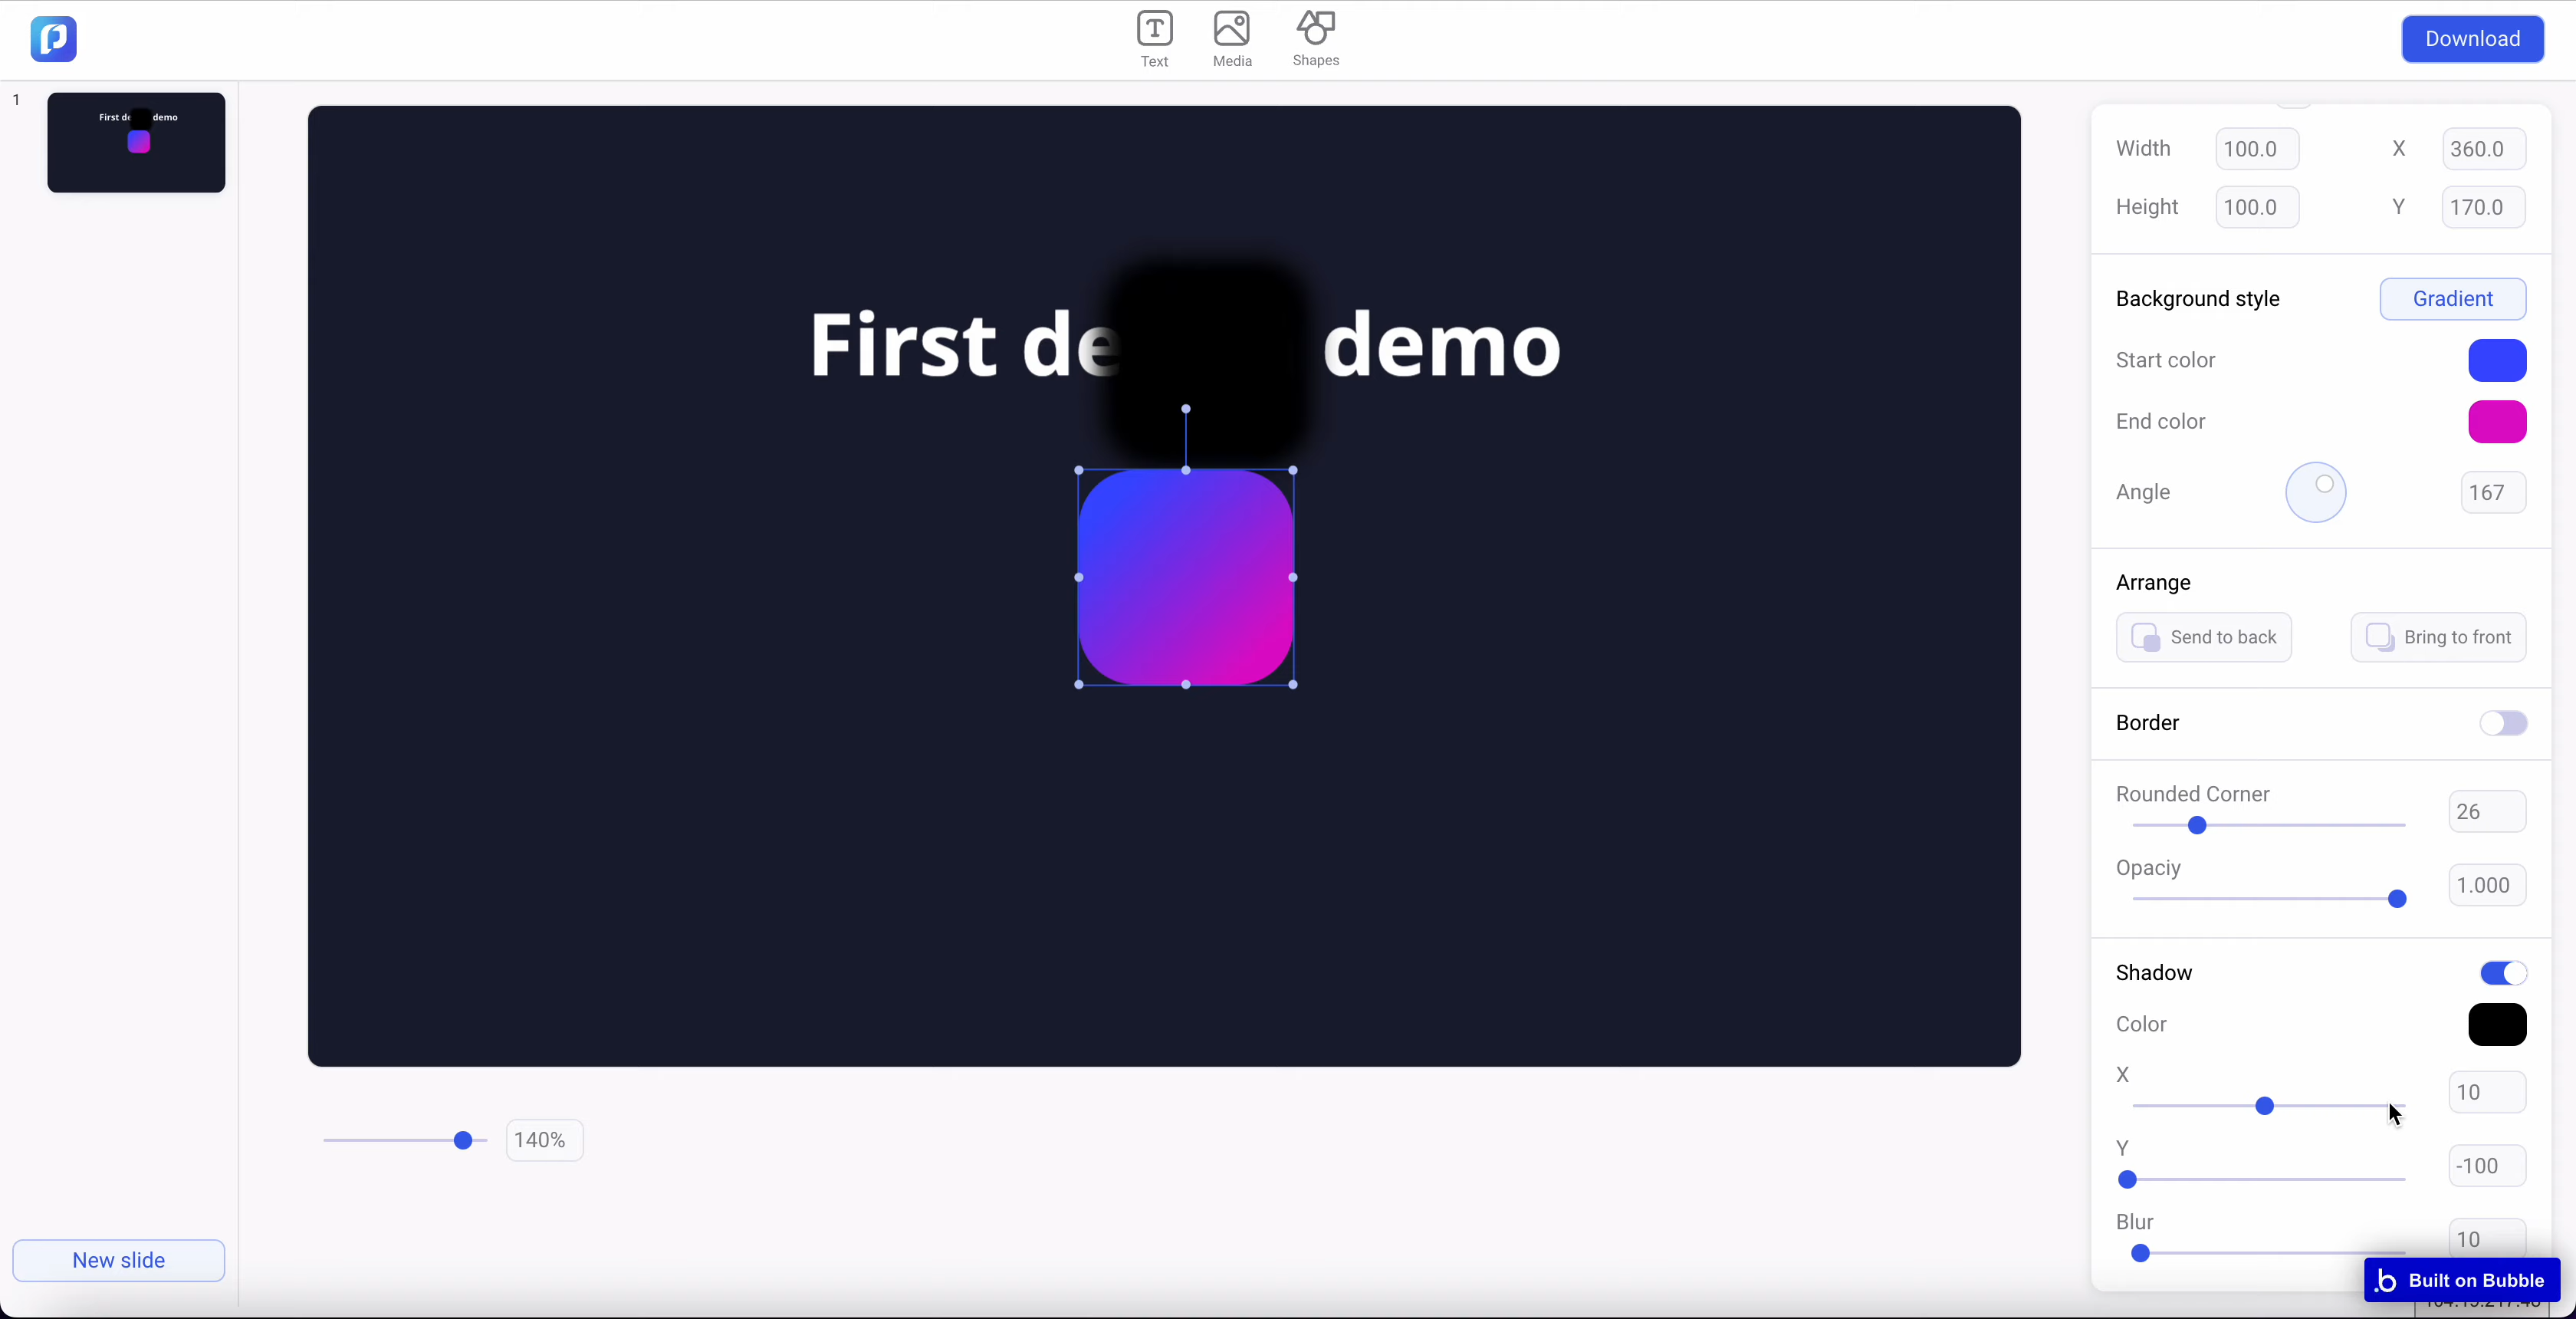 Text
Media
Shapes
Download
1
First de demo
Width 100.0 X 360.0
Height 100.0 Y 170.0
Background style Gradient
Start color
First de demo
End color
Angle 167
Arrange
Send to back Bring to front
Border
Rounded Corner
26
Opaciy
1.000
Shadow
Color
X
10
140%
Y
-100
Blur
10
New slide
.b Built on Bubble